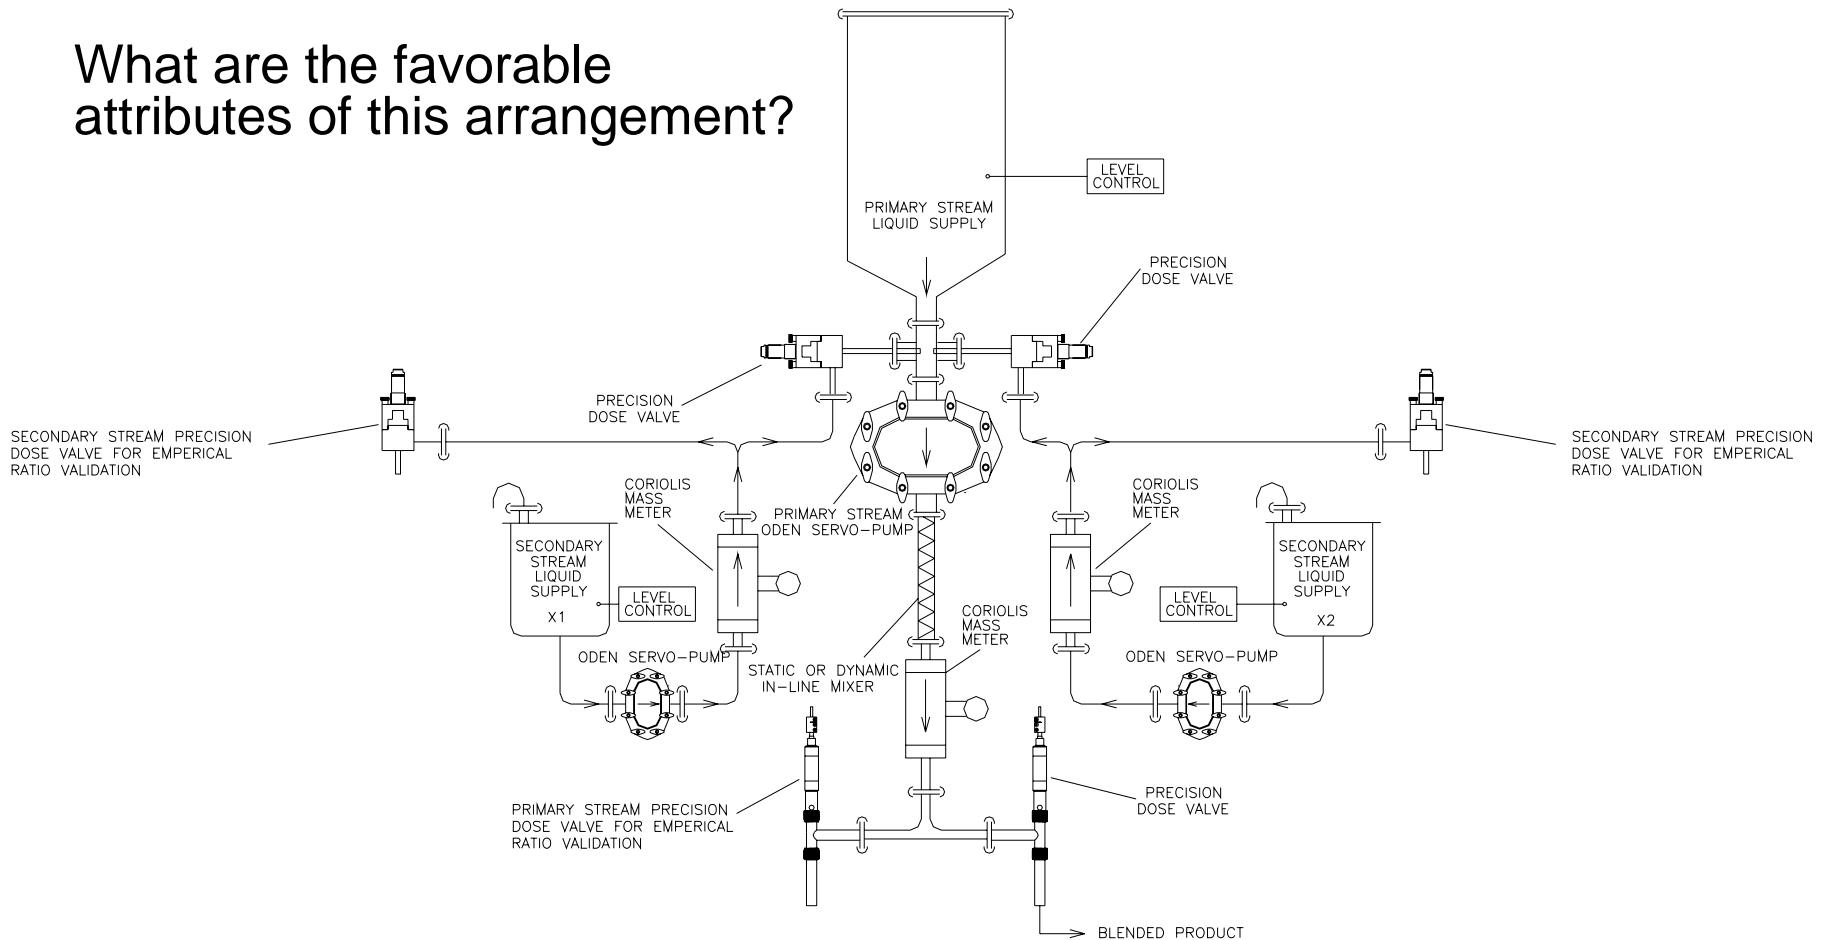 What are the favorable
attributes of this arrangement?
LEVEL
CONTROL
PRIMARY STREAM
LIQUID SUPPLY
PRECISION
DOSE VALVE
PRECISION
DOSE VALVE
SECONDARY STREAM PRECISION
DOSE VALVE FOR EMPERICAL
RATIO VALIDATION
SECONDARY STREAM PRECISION
DOSE VALVE FOR EMPERICAL
RATIO VALIDATION
CORIOLIS
MASS
METER
CORIOLIS
MASS
METER
PRIMARY STREAM
ODEN SERVO-PUMP
SECONDARY
STREAM
LIQUID
SUPPLY
X1
LEVEL
CONTROL
LEVEL
CONTROL
SECONDARY
STREAM
LIQUID
SUPPLY
X2
CORIOLIS
MASS
METER
ODEN SERVO-PUMP
STATIC OR DYNAMIC
IN-LINE MIXER
ODEN SERVO-PUMP
PRIMARY STREAM PRECISION
DOSE VALVE FOR EMPERICAL
RATIO VALIDATION
PRECISION
DOSE VALVE
BLENDED PRODUCT